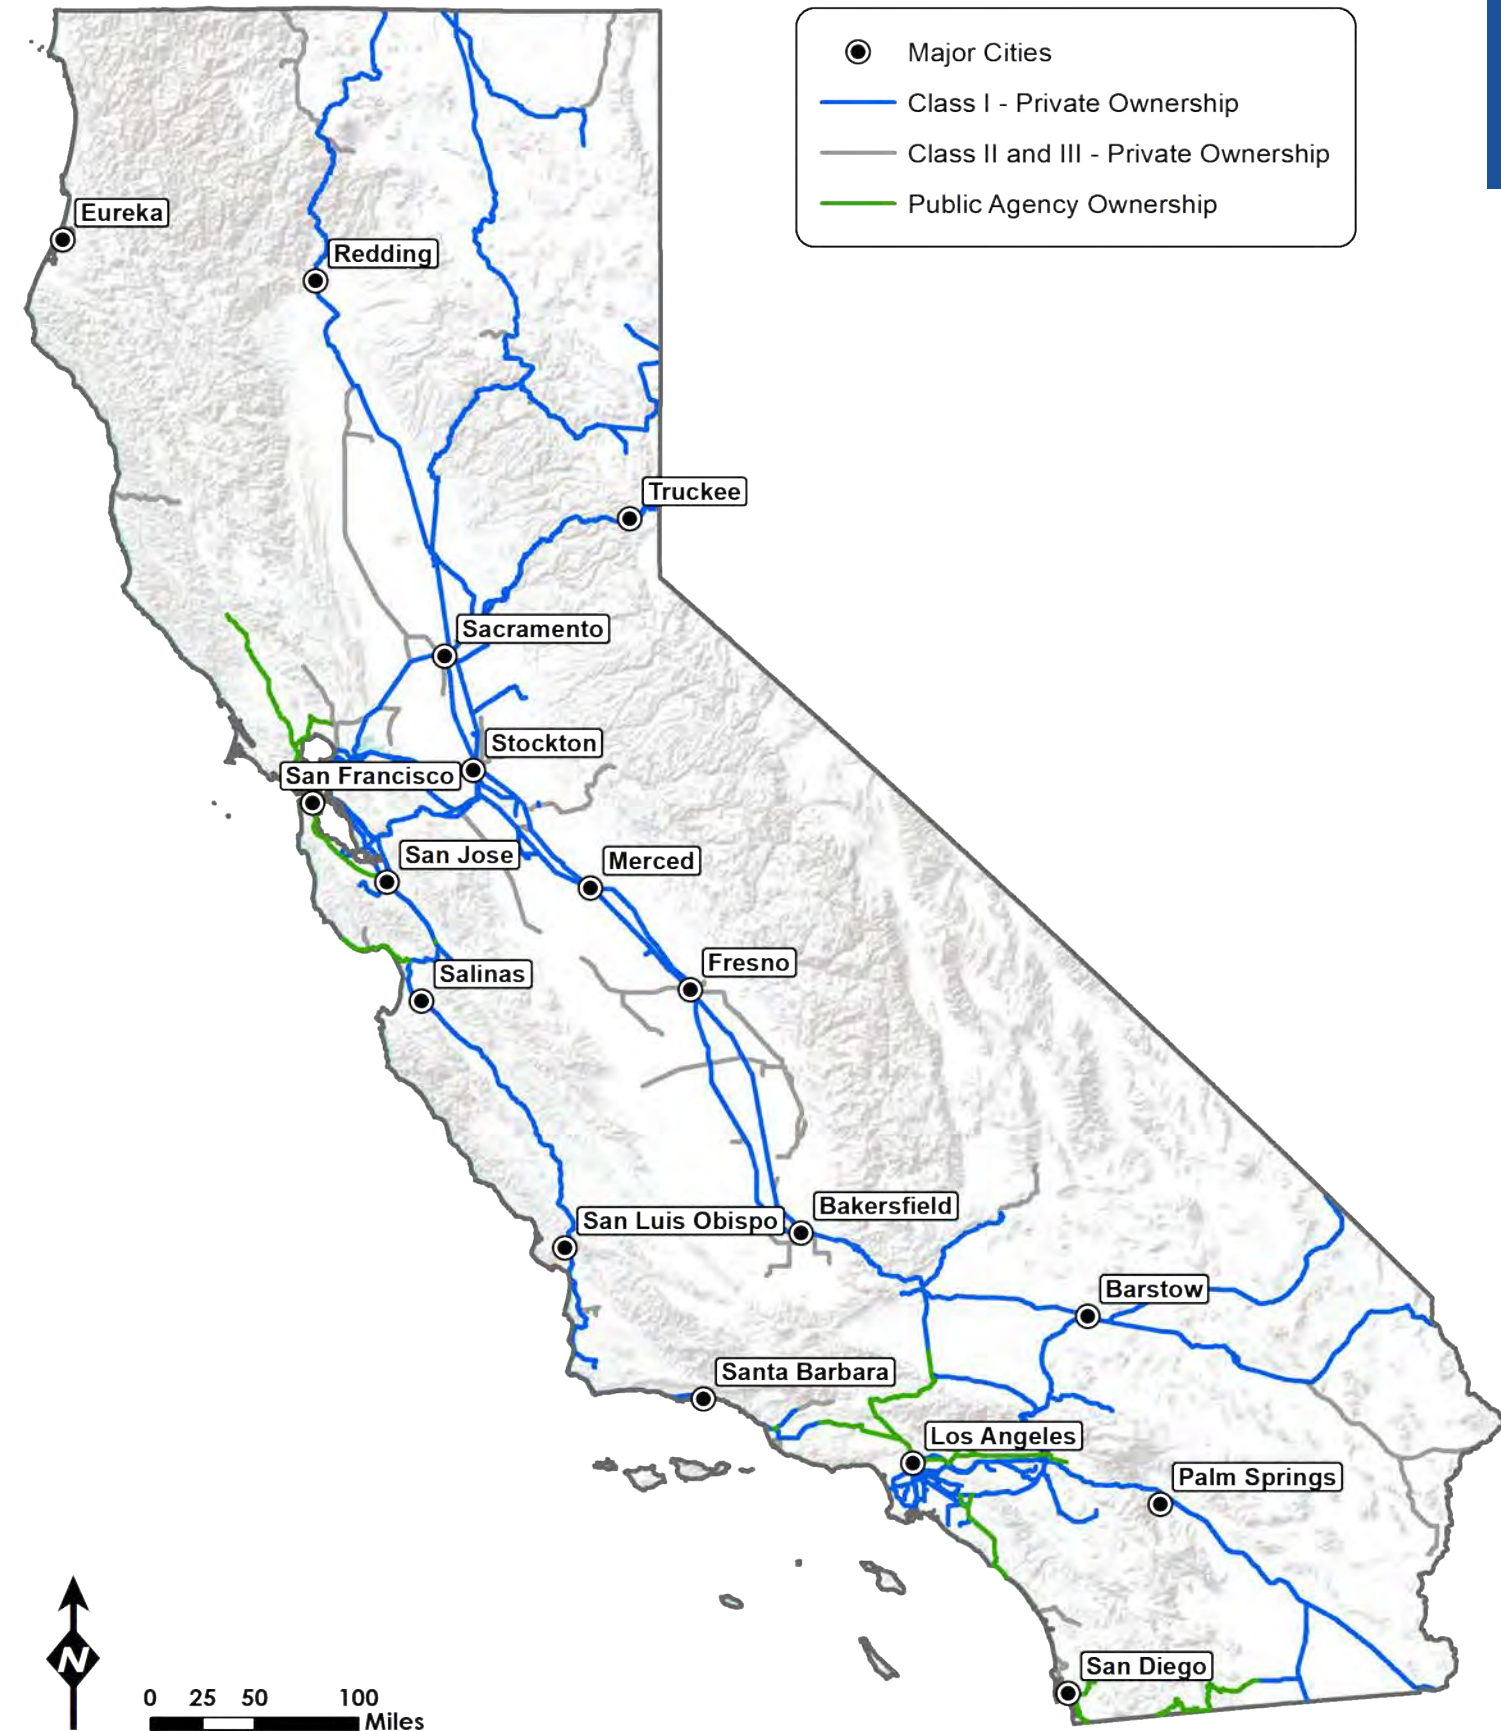 Major Cities
Class I - Private Ownership
Class II and III - Private Ownership
Public Agency Ownership
Eureka
Redding
Truckee
Sacramento
Stockton
San Francisco
San Jose
Merced
Fresno
Salinas
Bakersfield
San Luis Obispo
Barstow
Santa Barbara
Los Angeles
Palm Springs
San Diego
N
0 25 50 100
Miles